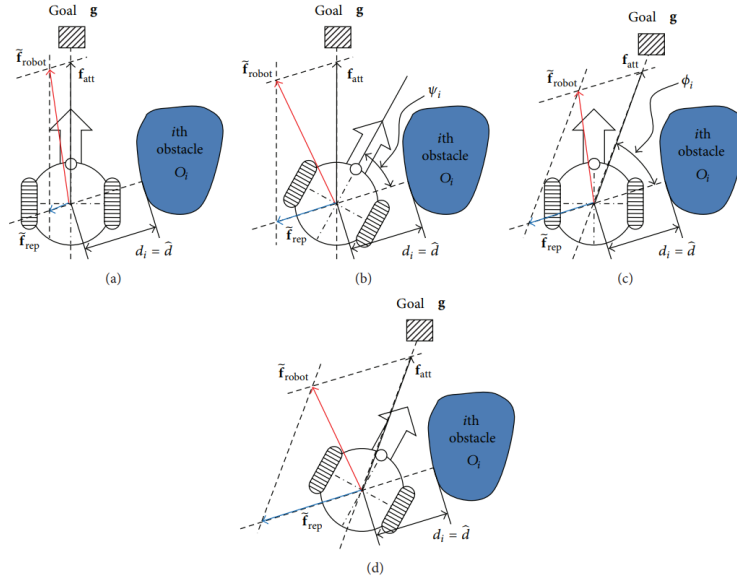 Goal g
f̃robot
fatt
ith
obstacle
Oi
f̃rep
di = d̂
(a)
Goal g
f̃robot
fatt
ψi
ith
obstacle
Oi
f̃rep
di = d̂
(b)
Goal g
f̃robot
fatt
ϕi
ith
obstacle
Oi
f̃rep
di = d̂
(c)
Goal g
f̃robot
fatt
ith
obstacle
Oi
f̃rep
di = d̂
(d)